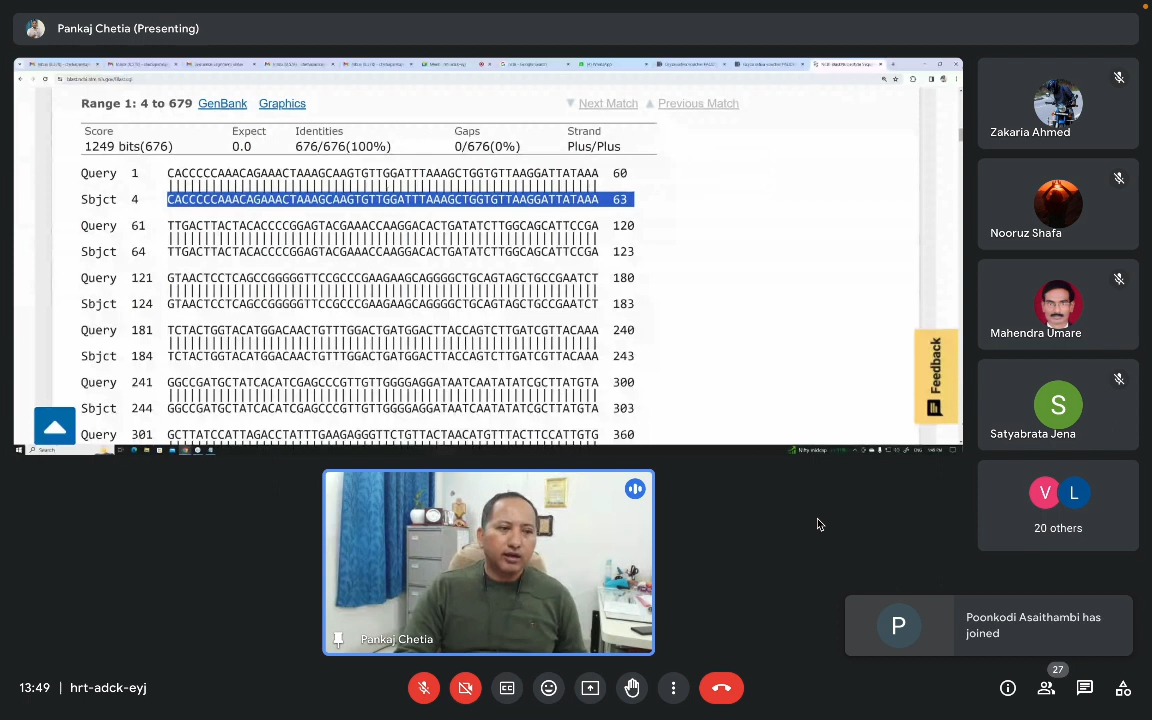 Pankaj Chetia (Presenting)
Range 1: 4 to 679 GenBank Graphics
Next Match Previous Match
Score Expect Identities Gaps Strand
1249 bits(676) 0.0 676/676(100%) 0/676(0%) Plus/Plus
Query 1 CACCCCCAAACAGAAACTAAAGCAAGTGTTGGATTTAAAGCTGGTGTTAAGGATTATAAA 60
Sbjct 4 CACCCCCAAACAGAAACTAAAGCAAGTGTTGGATTTAAAGCTGGTGTTAAGGATTATAAA 63
Query 61 TTGACTTACTACACCCCGGAGTACGAAACCAAGGACACTGATATCTTGGCAGCATTCCGA 120
Sbjct 64 TTGACTTACTACACCCCGGAGTACGAAACCAAGGACACTGATATCTTGGCAGCATTCCGA 123
Query 121 GTAACTCCTCAGCCGGGGGTTCCGCCCGAAGAAGCAGGGGCTGCAGTAGCTGCCGAATCT 180
Sbjct 124 GTAACTCCTCAGCCGGGGGTTCCGCCCGAAGAAGCAGGGGCTGCAGTAGCTGCCGAATCT 183
Query 181 TCTACTGGTACATGGACAACTGTTTGGACTGATGGACTTACCAGTCTTGATCGTTACAAA 240
Sbjct 184 TCTACTGGTACATGGACAACTGTTTGGACTGATGGACTTACCAGTCTTGATCGTTACAAA 243
Query 241 GGCCGATGCTATCACATCGAGCCCGTTGTTGGGGAGGATAATCAATATATCGCTTATGTA 300
Sbjct 244 GGCCGATGCTATCACATCGAGCCCGTTGTTGGGGAGGATAATCAATATATCGCTTATGTA 303
Query 301 GCTTATCCATTAGACCTATTTGAAGAGGGTTCTGTTACTAACATGTTTACTTCCATTGTG 360
Feedback
Search
Zakaria Ahmed
Nooruz Shafa
Mahendra Umare
S
Satyabrata Jena
V L
20 others
Pankaj Chetia
P
Poonkodi Asaithambi has
joined
13:49 | hrt-adck-eyj
27